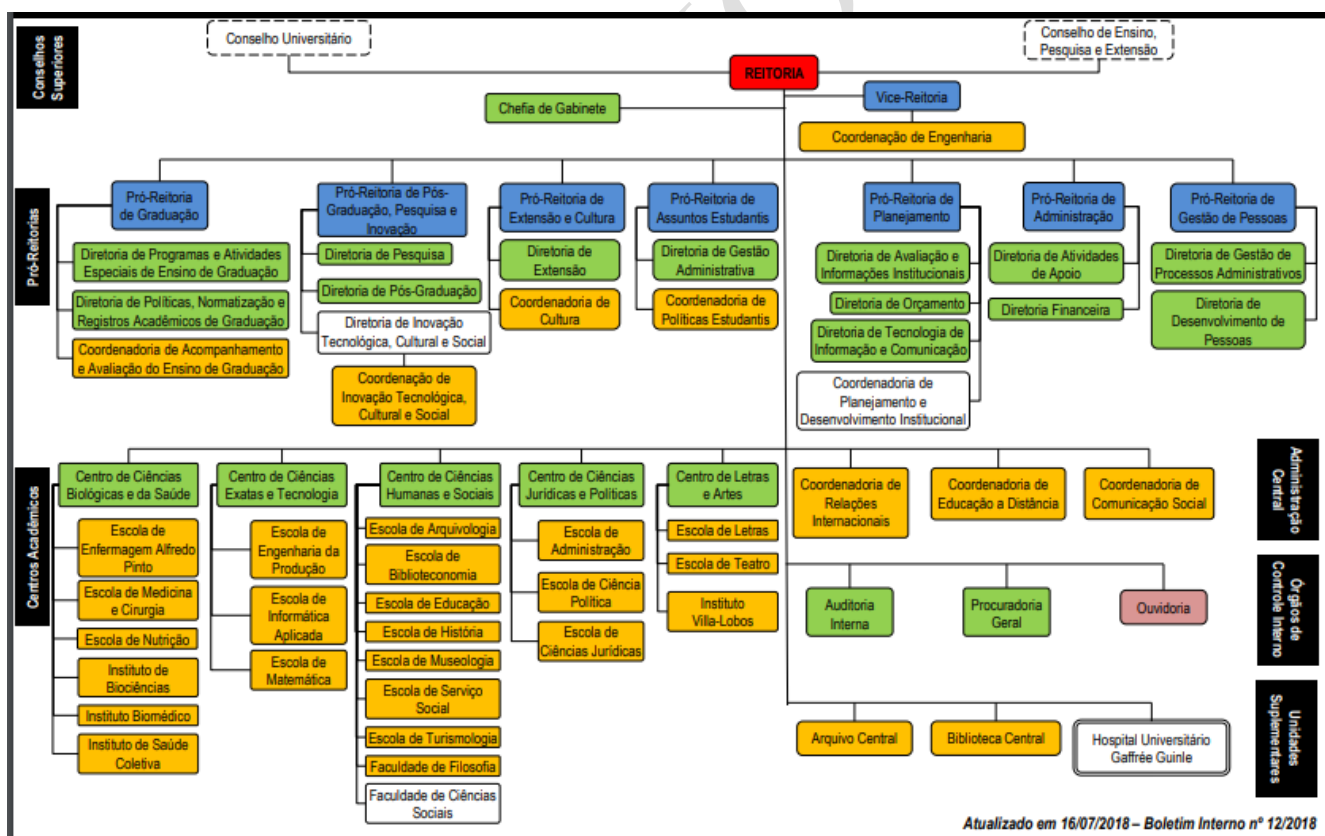 Conselhos
Superiores
Conselho Universitário
Conselho de Ensino,
Pesquisa e Extensão
REITORIA
Vice-Reitoria
Chefia de Gabinete
Coordenação de Engenharia
Pró-Reitorias
Pró-Reitoria
de Graduação
Diretoria de Programas e Atividades
Especiais de Ensino de Graduação
Diretoria de Políticas, Normatização e
Registros Acadêmicos de Graduação
Coordenadoria de Acompanhamento
e Avaliação do Ensino de Graduação
Pró-Reitoria de Pós-
Graduação, Pesquisa e
Inovação
Diretoria de Pesquisa
Diretoria de Pós-Graduação
Diretoria de Inovação
Tecnológica, Cultural e Social
Coordenação de
Inovação Tecnológica,
Cultural e Social
Pró-Reitoria de
Extensão e Cultura
Diretoria de
Extensão
Coordenadoria de
Cultura
Pró-Reitoria de
Assuntos Estudantis
Diretoria de Gestão
Administrativa
Coordenadoria de
Políticas Estudantis
Pró-Reitoria de
Planejamento
Diretoria de Avaliação e
Informações Institucionais
Diretoria de Orçamento
Diretoria de Tecnologia de
Informação e Comunicação
Coordenadoria de
Planejamento e
Desenvolvimento Institucional
Pró-Reitoria de
Administração
Diretoria de Atividades
de Apoio
Diretoria Financeira
Pró-Reitoria de
Gestão de Pessoas
Diretoria de Gestão de
Processos Administrativos
Diretoria de
Desenvolvimento de
Pessoas
Centros Acadêmicos
Centro de Ciências
Biológicas e da Saúde
Escola de
Enfermagem Alfredo
Pinto
Escola de Medicina
e Cirurgia
Escola de Nutrição
Instituto de
Biociências
Instituto Biomédico
Instituto de Saúde
Coletiva
Centro de Ciências
Exatas e Tecnologia
Escola de
Engenharia da
Produção
Escola de
Informática
Aplicada
Escola de
Matemática
Centro de Ciências
Humanas e Sociais
Escola de Arquivologia
Escola de
Biblioteconomia
Escola de Educação
Escola de História
Escola de Museologia
Escola de Serviço
Social
Escola de Turismologia
Faculdade de Filosofia
Faculdade de Ciências
Sociais
Centro de Ciências
Jurídicas e Políticas
Escola de
Administração
Escola de Ciência
Política
Escola de
Ciências Jurídicas
Centro de Letras
e Artes
Escola de Letras
Escola de Teatro
Instituto
Villa-Lobos
Coordenadoria de
Relações
Internacionais
Coordenadoria de
Educação a Distância
Coordenadoria de
Comunicação Social
Administração
Central
Auditoria
Interna
Procuradoria
Geral
Ouvidoria
Órgãos de
Controle Interno
Arquivo Central
Biblioteca Central
Hospital Universitário
Gaffrée Guinle
Unidades
Suplementares
Atualizado em 16/07/2018 – Boletim Interno nº 12/2018